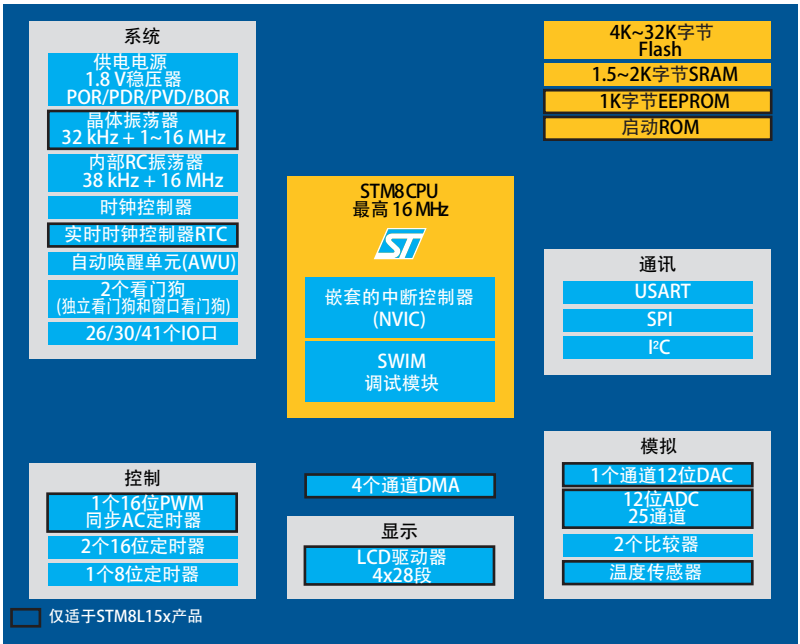 系统
供电电源
1.8 V稳压器
POR/PDR/PVD/BOR
晶体振荡器
32 kHz + 1~16 MHz
内部RC振荡器
38 kHz + 16 MHz
时钟控制器
实时时钟控制器RTC
自动唤醒单元(AWU)
2个看门狗
(独立看门狗和窗口看门狗)
26/30/41个IO口
控制
1个16位PWM
同步AC定时器
2个16位定时器
1个8位定时器
仅适于STM8L15x产品
STM8 CPU
最高 16 MHz
ST
嵌套的中断控制器
(NVIC)
SWIM
调试模块
4个通道DMA
显示
LCD驱动器
4x28段
4K~32K字节
Flash
1.5~2K字节SRAM
1K字节EEPROM
启动ROM
通讯
USART
SPI
I²C
模拟
1个通道12位DAC
12位ADC
25通道
2个比较器
温度传感器